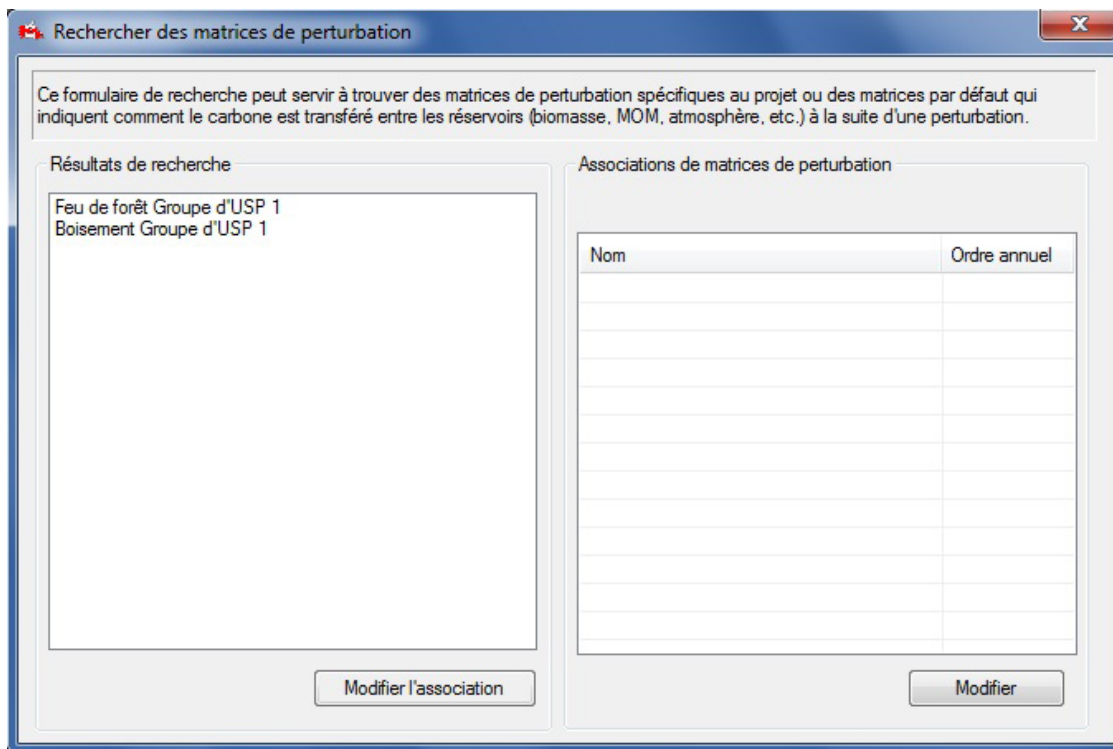 Rechercher des matrices de perturbation
Ce formulaire de recherche peut servir à trouver des matrices de perturbation spécifiques au projet ou des matrices par défaut qui
indiquent comment le carbone est transféré entre les réservoirs (biomasse, MOM, atmosphère, etc.) à la suite d'une perturbation.
Résultats de recherche
Feu de forêt Groupe d''USP 1
Boisement Groupe d''USP 1
Modifier l'association
Associations de matrices de perturbation
Nom Ordre annuel
Modifier